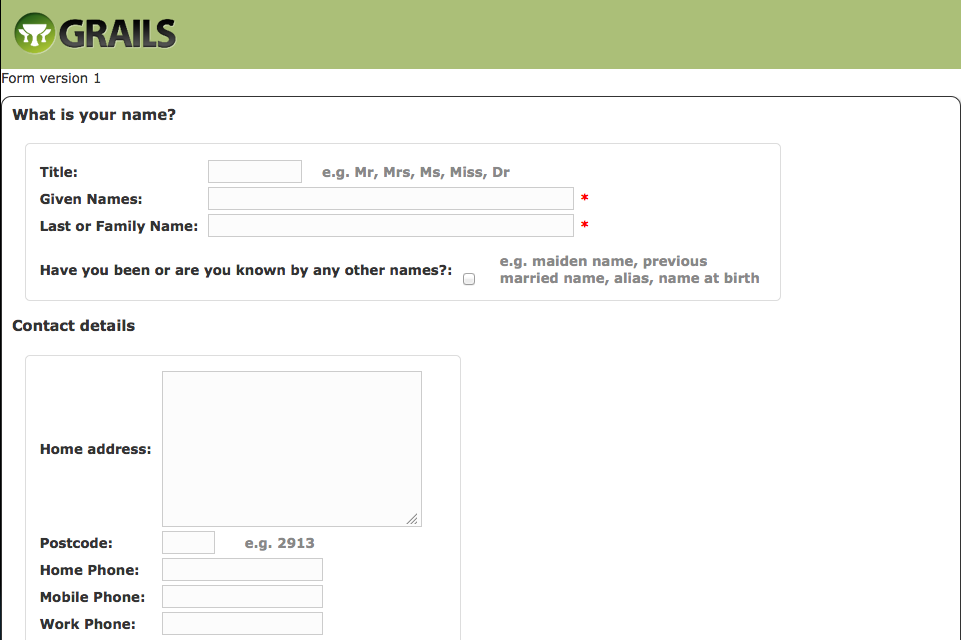 GRAILS
Form version 1
What is your name?
Title: e.g. Mr, Mrs, Ms, Miss, Dr
Given Names: *
Last or Family Name: *
Have you been or are you known by any other names?: e.g. maiden name, previous
married name, alias, name at birth
Contact details
Home address:
Postcode: e.g. 2913
Home Phone:
Mobile Phone:
Work Phone: